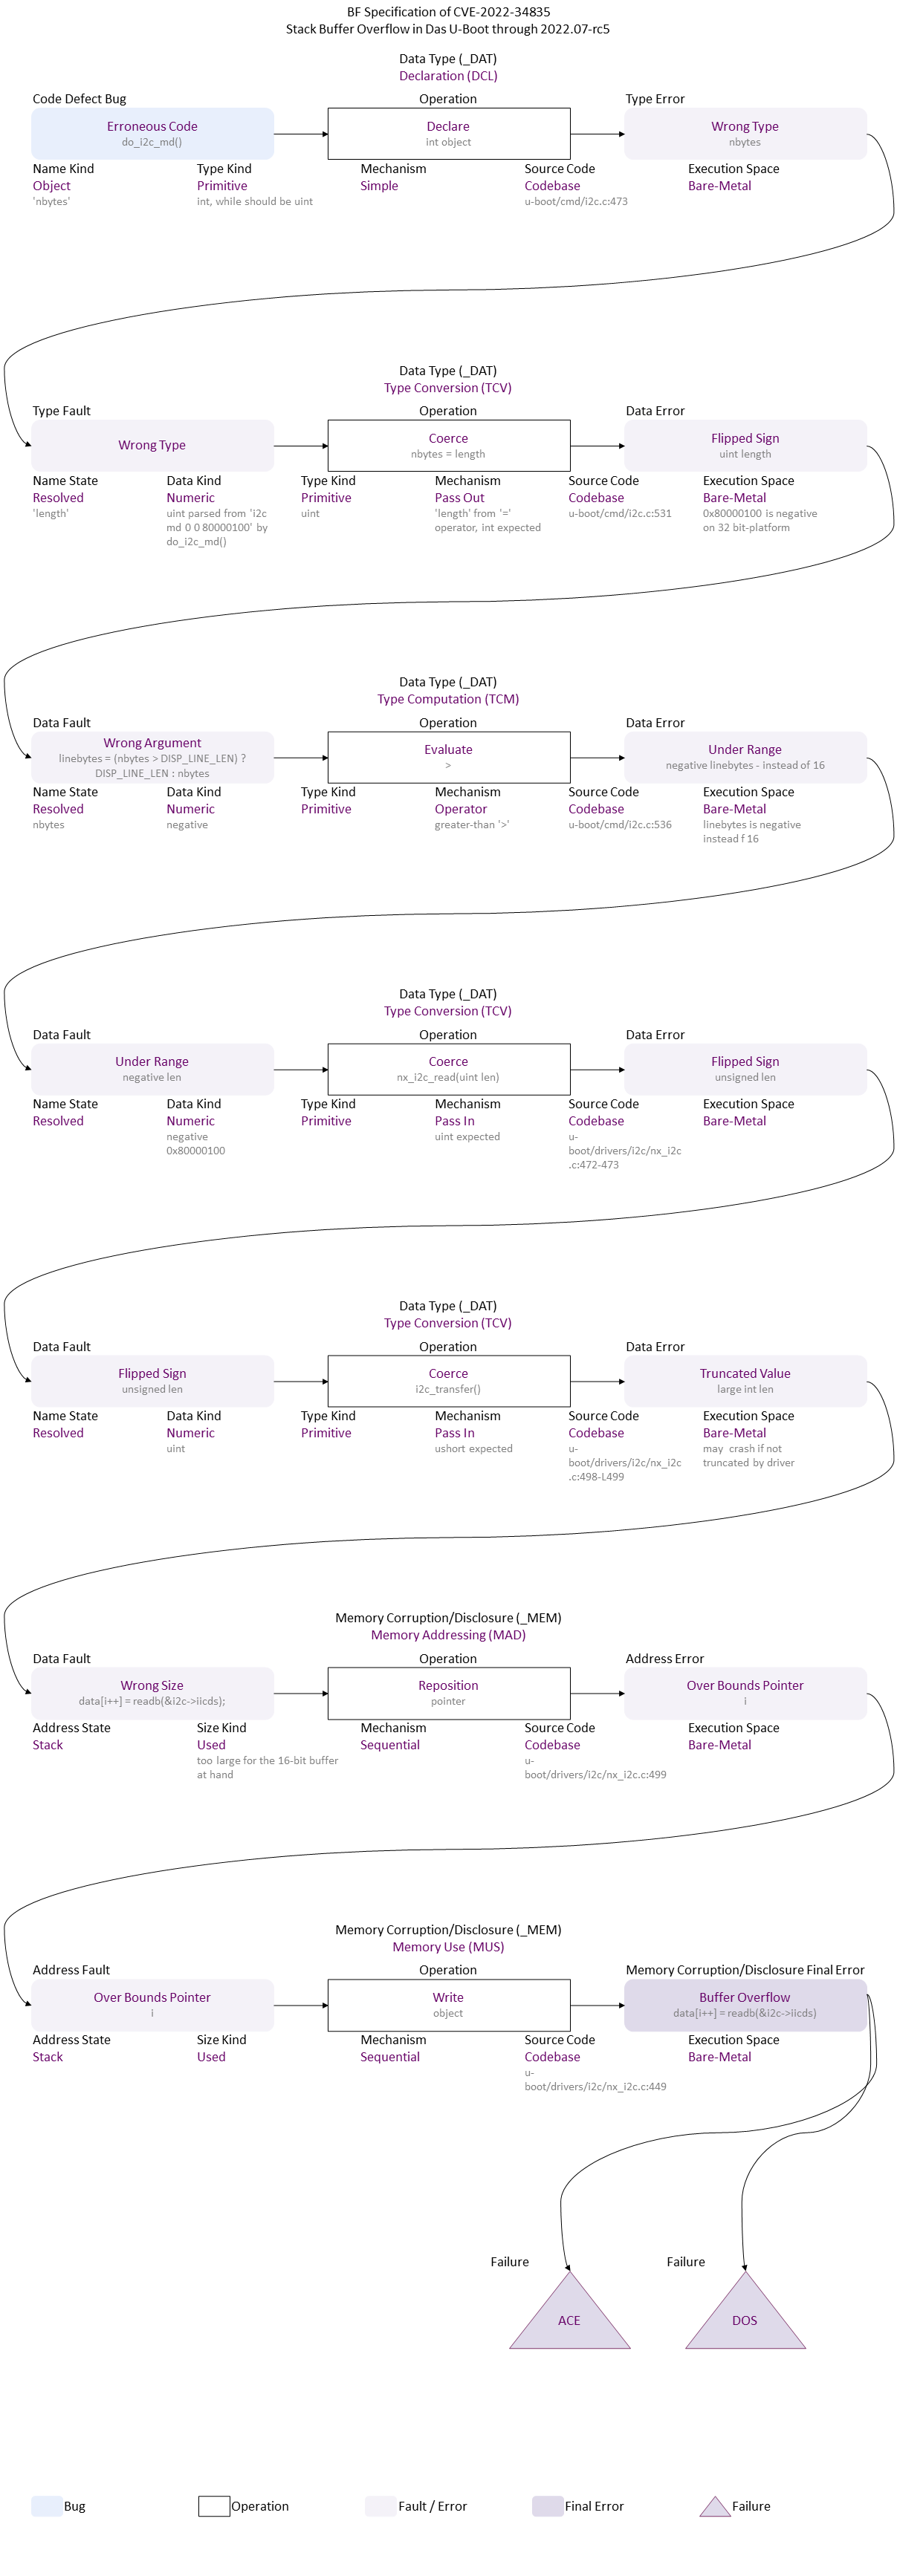 BF Specification of CVE-2022-34835
Stack Buffer Overflow in Das U-Boot through 2022.07-rc5
Data Type (_DAT)
Declaration (DCL)
Code Defect Bug
Operation
Type Error
Erroneous Code
do_i2c_md()
Declare
int object
Wrong Type
nbytes
Name Kind
Object
'nbytes'
Type Kind
Primitive
int, while should be uint
Mechanism
Simple
Source Code
Codebase
u-boot/cmd/i2c.c:473
Execution Space
Bare-Metal
Data Type (_DAT)
Type Conversion (TCV)
Type Fault
Operation
Data Error
Wrong Type
Coerce
nbytes = length
Flipped Sign
uint length
Name State
Resolved
'length'
Data Kind
Numeric
uint parsed from 'i2c
md 0 0 80000100' by
do_i2c_md()
Type Kind
Primitive
uint
Mechanism
Pass Out
'length' from '='
operator, int expected
Source Code
Codebase
u-boot/cmd/i2c.c:531
Execution Space
Bare-Metal
0x80000100 is negative
on 32 bit-platform
Data Type (_DAT)
Type Computation (TCM)
Data Fault
Operation
Data Error
Wrong Argument
linebytes = (nbytes > DISP_LINE_LEN) ?
DISP_LINE_LEN : nbytes
Evaluate
>
Under Range
negative linebytes - instead of 16
Name State
Resolved
nbytes
Data Kind
Numeric
negative
Type Kind
Primitive
Mechanism
Operator
greater-than '>'
Source Code
Codebase
u-boot/cmd/i2c.c:536
Execution Space
Bare-Metal
linebytes is negative
instead f 16
Data Type (_DAT)
Type Conversion (TCV)
Data Fault
Operation
Data Error
Under Range
negative len
Coerce
nx_i2c_read(uint len)
Flipped Sign
unsigned len
Name State
Resolved
Data Kind
Numeric
negative
0x80000100
Type Kind
Primitive
Mechanism
Pass In
uint expected
Source Code
Codebase
u-
boot/drivers/i2c/nx_i2c
.c:472-473
Execution Space
Bare-Metal
Data Type (_DAT)
Type Conversion (TCV)
Data Fault
Operation
Data Error
Flipped Sign
unsigned len
Coerce
i2c_transfer()
Truncated Value
large int len
Name State
Resolved
Data Kind
Numeric
uint
Type Kind
Primitive
Mechanism
Pass In
ushort expected
Source Code
Codebase
u-
boot/drivers/i2c/nx_i2c
.c:498-L499
Execution Space
Bare-Metal
may crash if not
truncated by driver
Memory Corruption/Disclosure (_MEM)
Memory Addressing (MAD)
Data Fault
Operation
Address Error
Wrong Size
data[i++] = readb(&i2c->iicds);
Reposition
pointer
Over Bounds Pointer
i
Address State
Stack
Size Kind
Used
too large for the 16-bit buffer
at hand
Mechanism
Sequential
Source Code
Codebase
u-
boot/drivers/i2c/nx_i2c.c:499
Execution Space
Bare-Metal
Memory Corruption/Disclosure (_MEM)
Memory Use (MUS)
Address Fault
Operation
Memory Corruption/Disclosure Final Error
Over Bounds Pointer
i
Write
object
Buffer Overflow
data[i++] = readb(&i2c->iicds)
Address State
Stack
Size Kind
Used
Mechanism
Sequential
Source Code
Codebase
u-
boot/drivers/i2c/nx_i2c.c:449
Execution Space
Bare-Metal
Failure
Failure
ACE
DOS
Bug
Operation
Fault / Error
Final Error
Failure